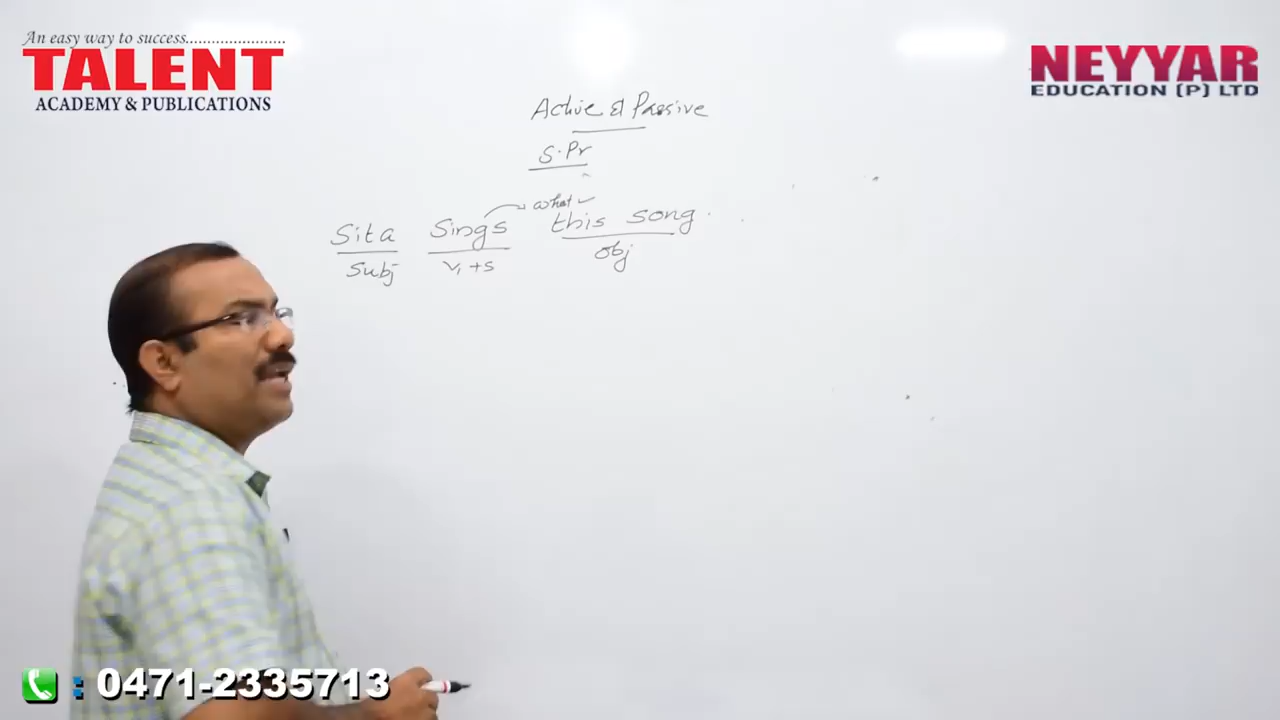 An easy way to success.......................
TALENT
ACADEMY & PUBLICATIONS
NEYYAR
EDUCATION (P) LTD
Active & Passive
S.Pr
what ✓
Sita Sings this song.
Subj V1+s obj
: 0471-2335713